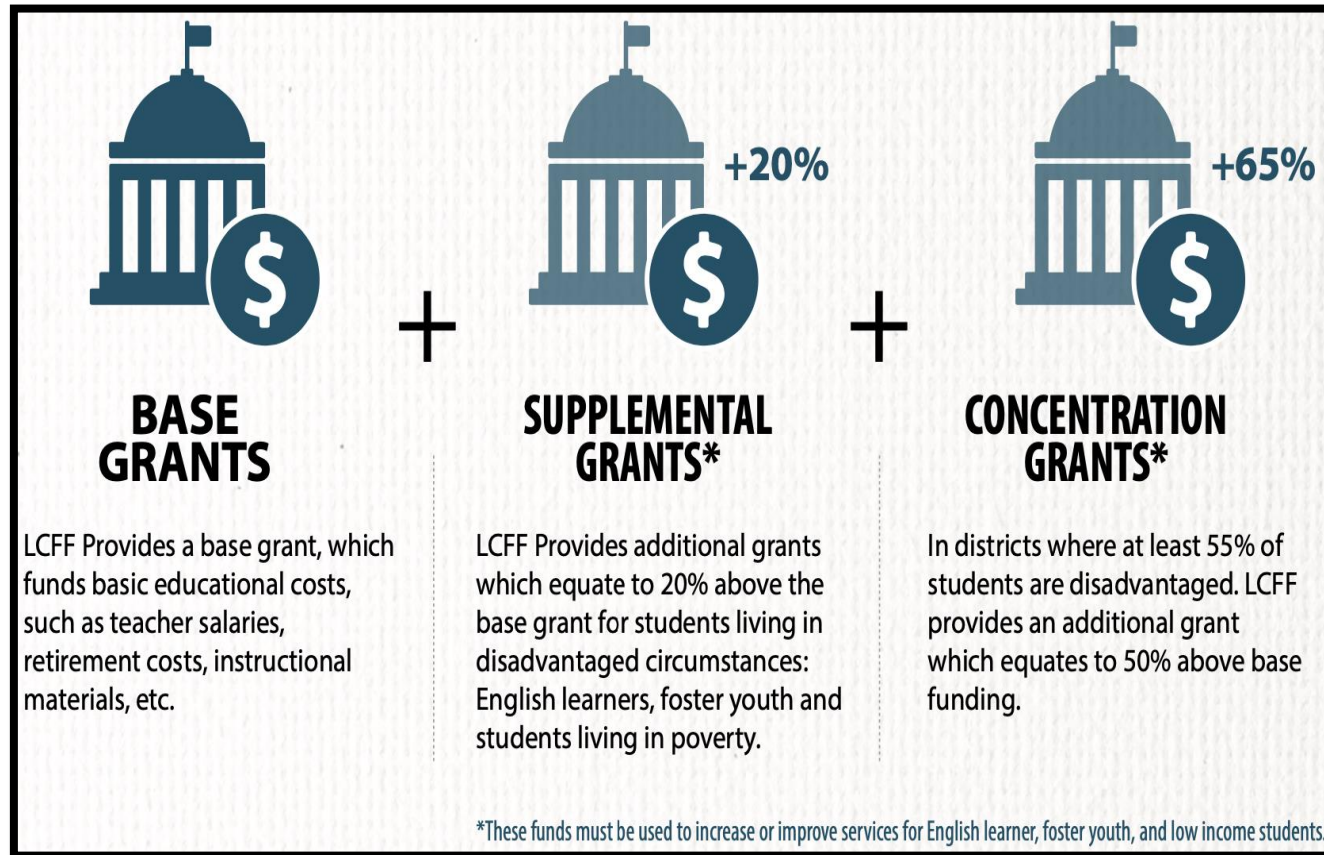 $
+20%
$
+65%
$
+
+
BASE
GRANTS
LCFF Provides a base grant, which
funds basic educational costs,
such as teacher salaries,
retirement costs, instructional
materials, etc.
SUPPLEMENTAL
GRANTS*
LCFF Provides additional grants
which equate to 20% above the
base grant for students living in
disadvantaged circumstances:
English learners, foster youth and
students living in poverty.
CONCENTRATION
GRANTS*
In districts where at least 55% of
students are disadvantaged. LCFF
provides an additional grant
which equates to 50% above base
funding.
*These funds must be used to increase or improve services for English learner, foster youth, and low income students.